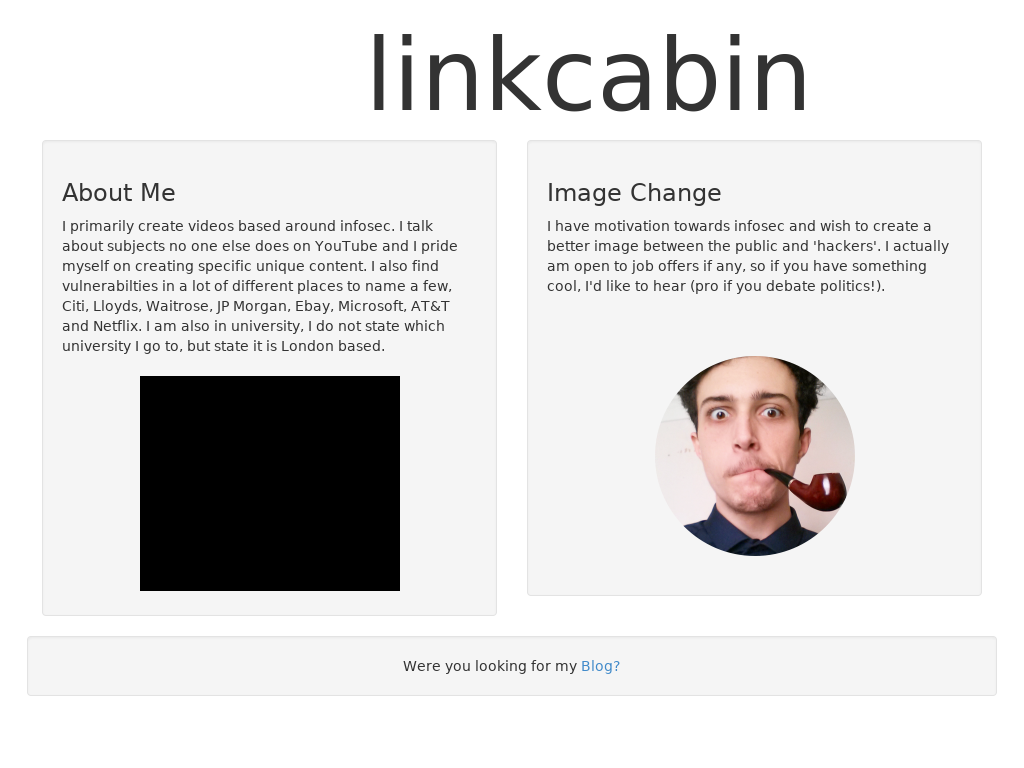 linkcabin
About Me
I primarily create videos based around infosec. I talk
about subjects no one else does on YouTube and I pride
myself on creating specific unique content. I also find
vulnerabilties in a lot of different places to name a few,
Citi, Lloyds, Waitrose, JP Morgan, Ebay, Microsoft, AT&T
and Netflix. I am also in university, I do not state which
university I go to, but state it is London based.
Image Change
I have motivation towards infosec and wish to create a
better image between the public and 'hackers'. I actually
am open to job offers if any, so if you have something
cool, I'd like to hear (pro if you debate politics!).
Were you looking for my Blog?